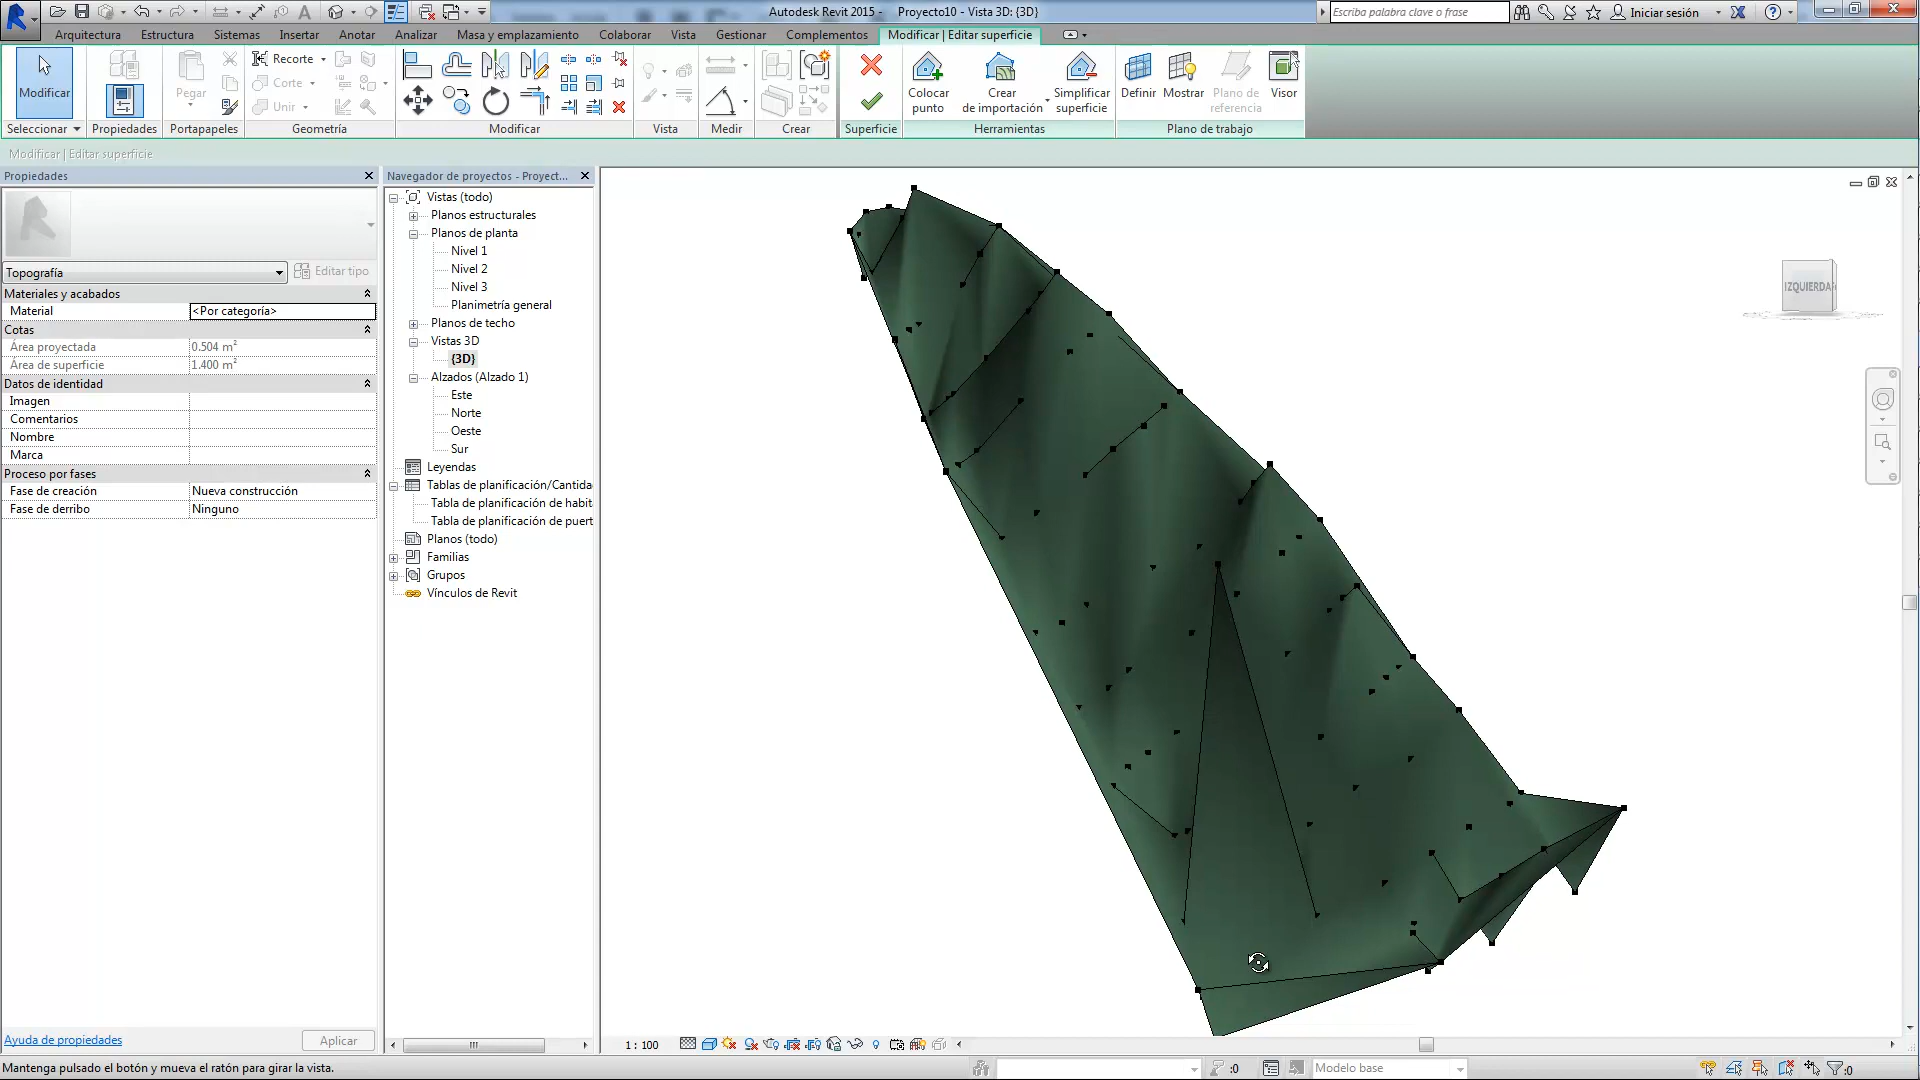 Autodesk Revit 2015 - Proyecto10 - Vista 3D: {3D}
Escriba palabra clave o frase
Iniciar sesión
Arquitectura Estructura Sistemas Insertar Anotar Analizar Masa y emplazamiento Colaborar Vista Gestionar Complementos Modificar | Editar superficie
Modificar
Pegar
Recorte
Corte
Unir
Colocar punto
Crear de importación
Simplificar superficie
Definir
Mostrar
Plano de referencia
Visor
Seleccionar Propiedades Portapapeles Geometría Modificar Vista Medir Crear Superficie Herramientas Plano de trabajo
Modificar | Editar superficie
Propiedades
Topografía
Editar tipo
Materiales y acabados
Material <Por categoría>
Cotas
Área proyectada 0.504 m²
Área de superficie 1.400 m²
Datos de identidad
Imagen
Comentarios
Nombre
Marca
Proceso por fases
Fase de creación Nueva construcción
Fase de derribo Ninguno
Ayuda de propiedades
Aplicar
Navegador de proyectos - Proyect...
Vistas (todo)
Planos estructurales
Planos de planta
Nivel 1
Nivel 2
Nivel 3
Planimetría general
Planos de techo
Vistas 3D
{3D}
Alzados (Alzado 1)
Este
Norte
Oeste
Sur
Leyendas
Tablas de planificación/Cantida
Tabla de planificación de habit
Tabla de planificación de puert
Planos (todo)
Familias
Grupos
Vínculos de Revit
IZQUIERDA
1 : 100
Mantenga pulsado el botón y mueva el ratón para girar la vista.
:0
Modelo base
:0